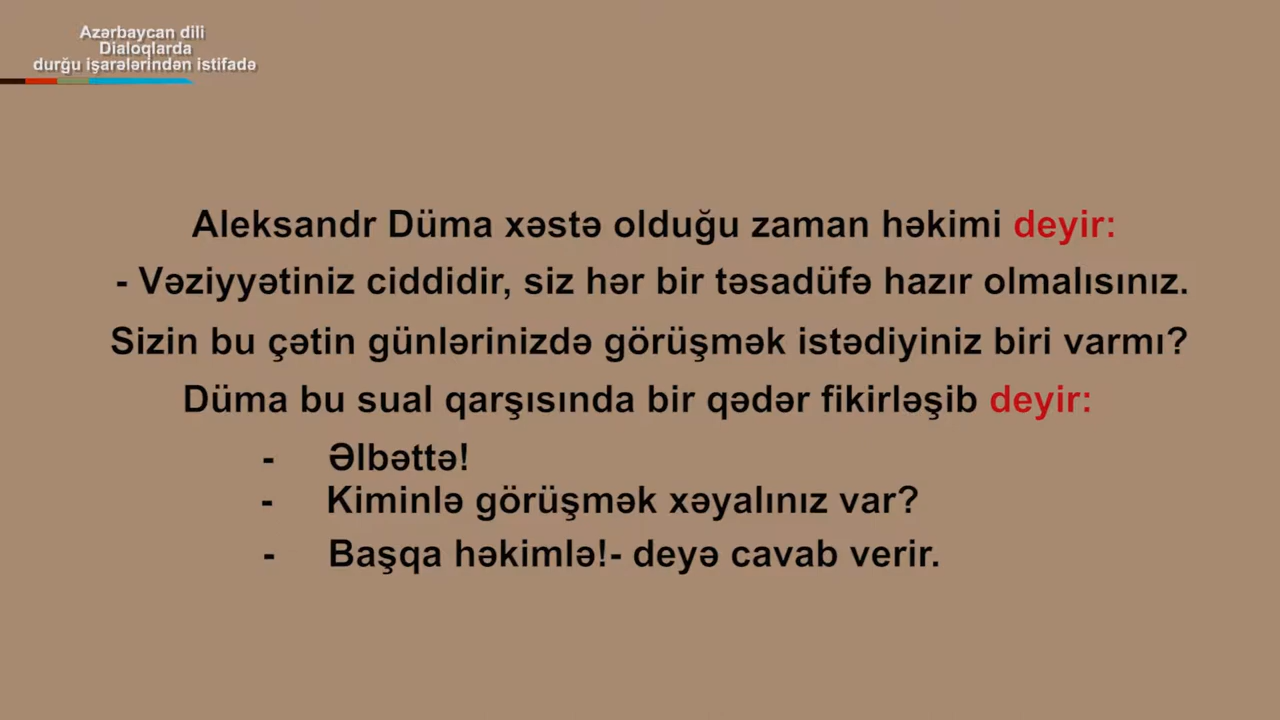 Azərbaycan dili
Dialoqlarda
durğu işarələrindən istifadə
Aleksandr Düma xəstə olduğu zaman həkimi deyir:
- Vəziyyətiniz ciddidir, siz hər bir təsadüfə hazır olmalısınız.
Sizin bu çətin günlərinizdə görüşmək istədiyiniz biri varmı?
Düma bu sual qarşısında bir qədər fikirləşib deyir:
- Əlbəttə!
- Kiminlə görüşmək xəyalınız var?
- Başqa həkimlə!- deyə cavab verir.